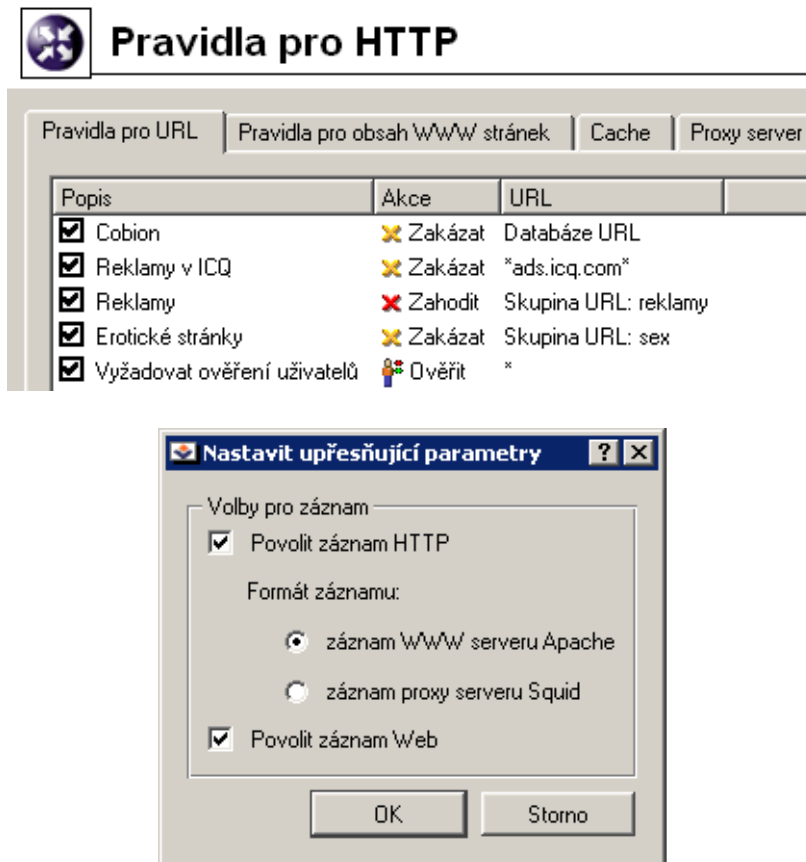 Pravidla pro HTTP
Pravidla pro URL Pravidla pro obsah WWW stránek Cache Proxy server
Popis Akce URL
Cobion Zakázat Databáze URL
Reklamy v ICQ Zakázat *ads.icq.com*
Reklamy Zahodit Skupina URL: reklamy
Erotické stránky Zakázat Skupina URL: sex
Vyžadovat ověření uživatelů Ověřit *
Nastavit upřesňující parametry
Volby pro záznam
Povolit záznam HTTP
Formát záznamu:
záznam WWW serveru Apache
záznam proxy serveru Squid
Povolit záznam Web
OK Storno